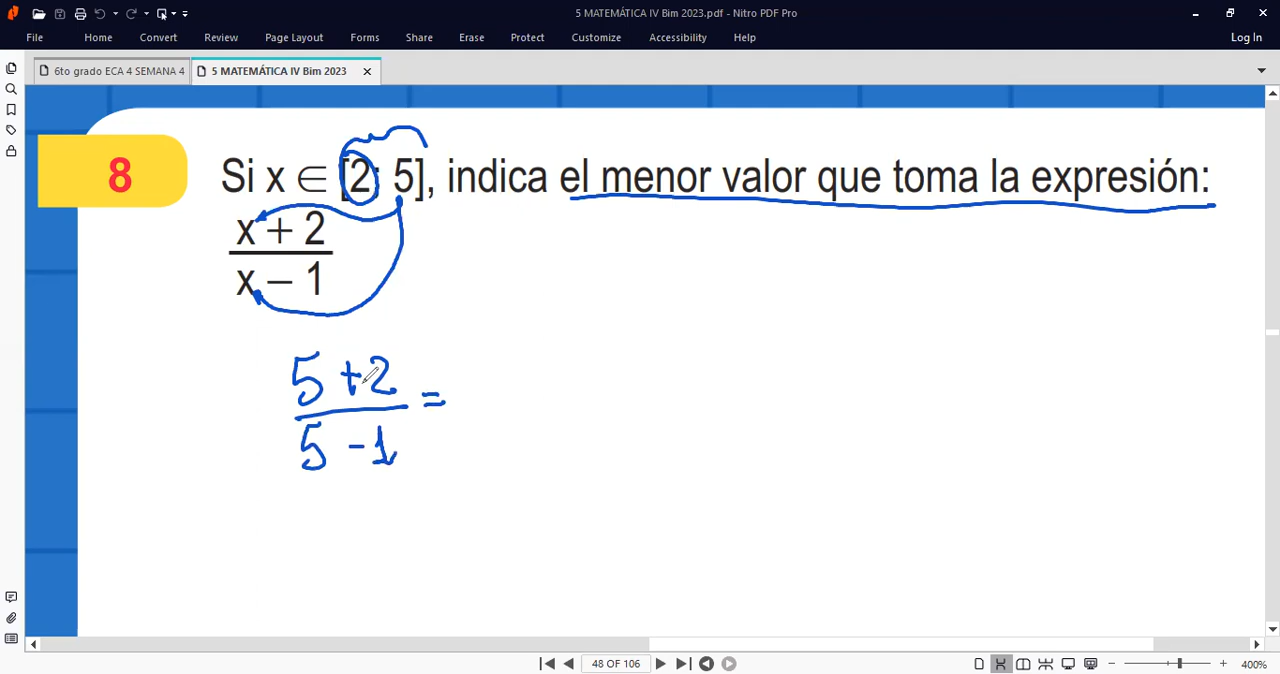 5 MATEMÁTICA IV Bim 2023.pdf - Nitro PDF Pro
File Home Convert Review Page Layout Forms Share Erase Protect Customize Accessibility Help Log In
6to grado ECA 4 SEMANA 4 5 MATEMÁTICA IV Bim 2023
8 Si x ∈ [2; 5], indica el menor valor que toma la expresión:
x + 2
x – 1
5 + 2
5 - 1 =
48 OF 106 400%